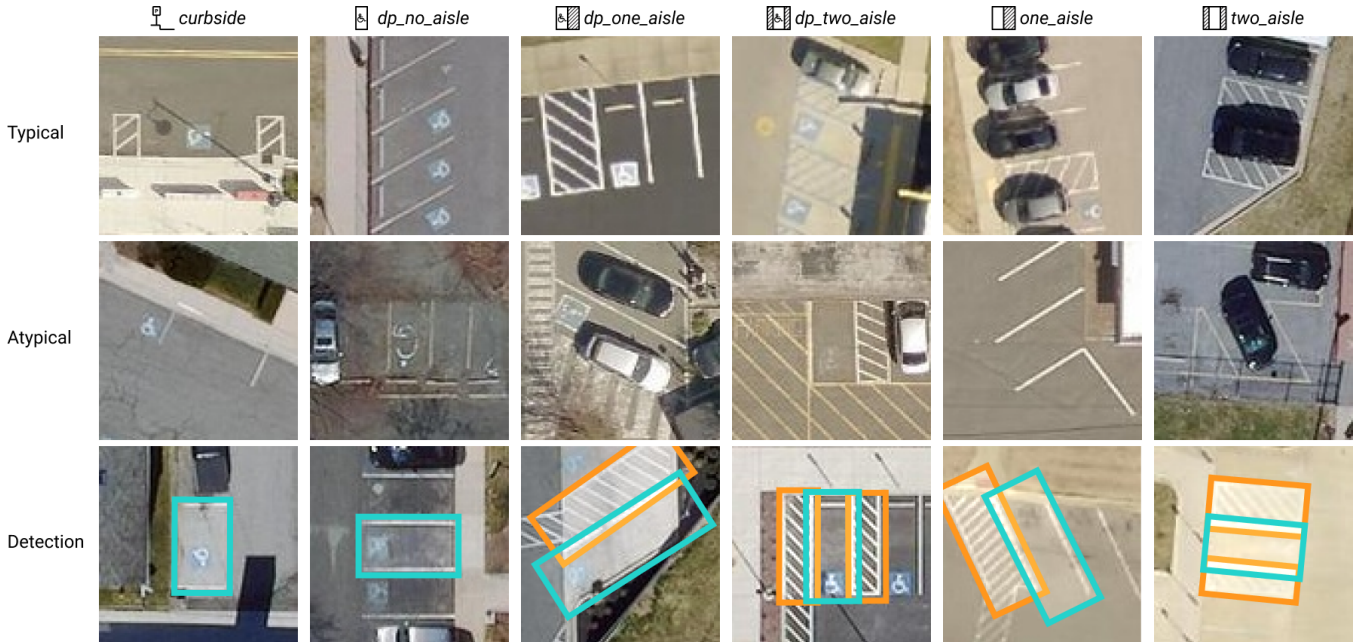 curbside dp_no_aisle dp_one_aisle dp_two_aisle one_aisle two_aisle
Typical
Atypical
Detection